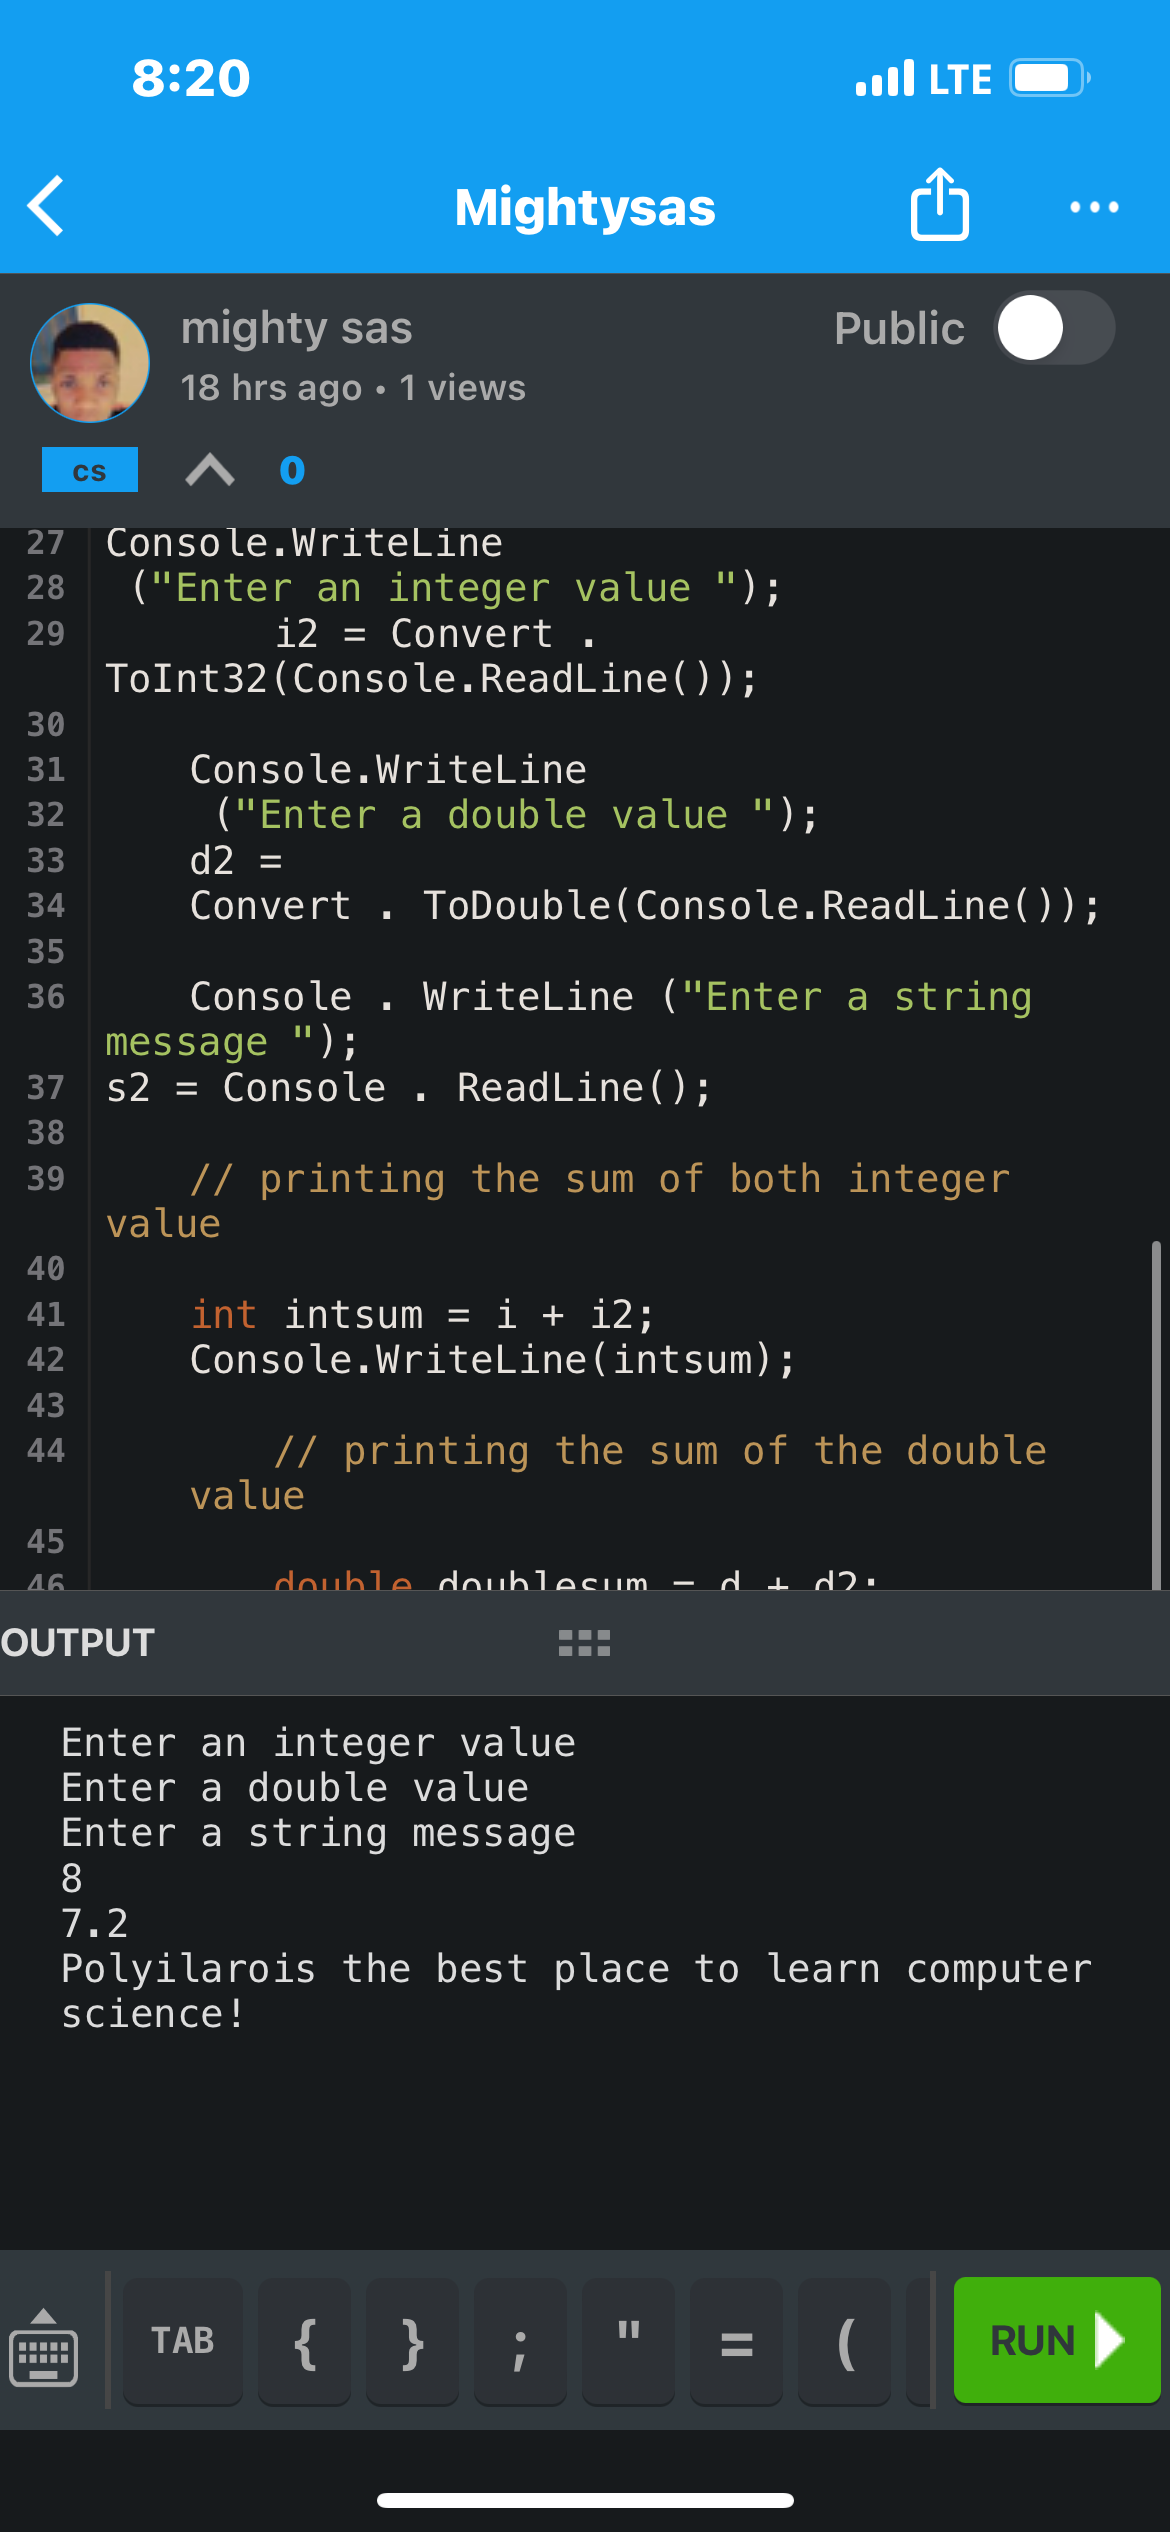 8:20
LTE
Mightysas
mighty sas
Public
18 hrs ago • 1 views
cs
0
27 Console.WriteLine
28 ("Enter an integer value ");
29 i2 = Convert .
ToInt32(Console.ReadLine());
30
31 Console.WriteLine
32 ("Enter a double value ");
33 d2 =
34 Convert . ToDouble(Console.ReadLine());
35
36 Console . WriteLine ("Enter a string
message ");
37 s2 = Console . ReadLine();
38
39 // printing the sum of both integer
value
40
41 int intsum = i + i2;
42 Console.WriteLine(intsum);
43
44 // printing the sum of the double
value
45
46 double doublesum = d + d2;
OUTPUT
Enter an integer value
Enter a double value
Enter a string message
8
7.2
Polyilarois the best place to learn computer
science!
TAB { } ; " = ( RUN